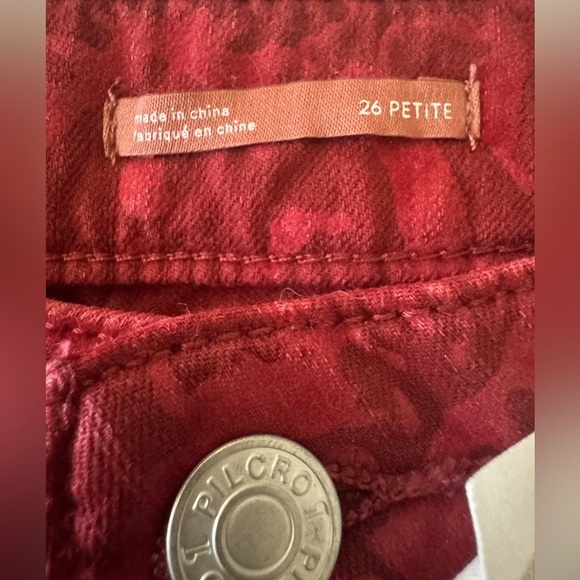 made in china
fabriqué en chine
26 PETITE
PILCRO